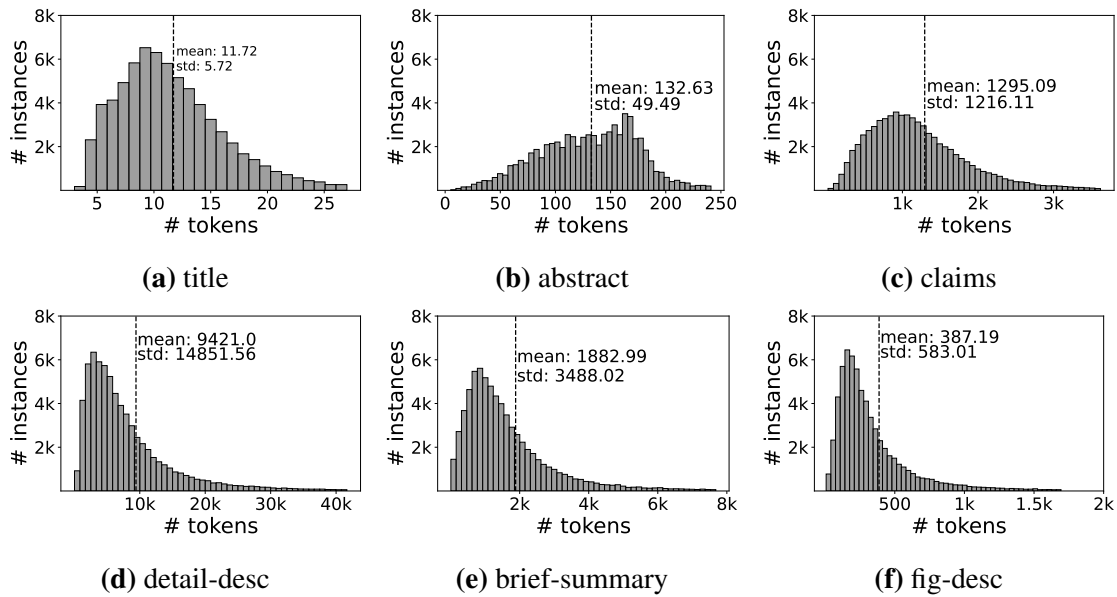 8k
6k
4k
2k
# instances
mean: 11.72
std: 5.72
5 10 15 20 25
# tokens
(a) title
8k
6k
4k
2k
# instances
mean: 132.63
std: 49.49
0 50 100 150 200 250
# tokens
(b) abstract
8k
6k
4k
2k
# instances
mean: 1295.09
std: 1216.11
1k 2k 3k
# tokens
(c) claims
8k
6k
4k
2k
# instances
mean: 9421.0
std: 14851.56
10k 20k 30k 40k
# tokens
(d) detail-desc
8k
6k
4k
2k
# instances
mean: 1882.99
std: 3488.02
2k 4k 6k 8k
# tokens
(e) brief-summary
8k
6k
4k
2k
# instances
mean: 387.19
std: 583.01
500 1k 1.5k 2k
# tokens
(f) fig-desc